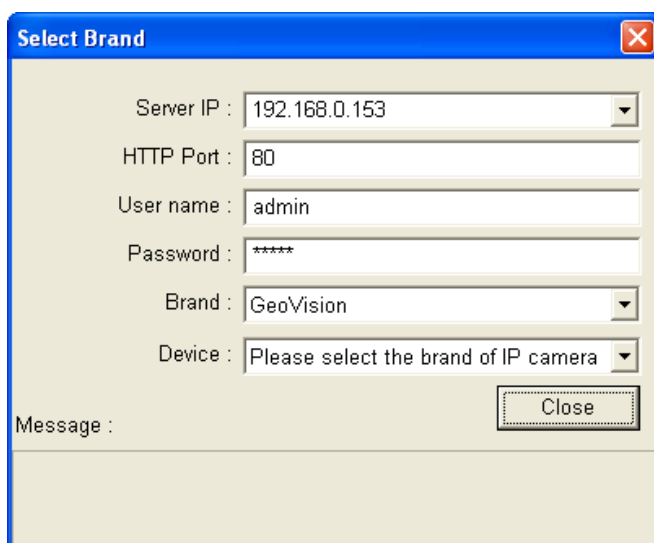 Select Brand
Server IP : 192.168.0.153
HTTP Port : 80
User name : admin
Password : *****
Brand : GeoVision
Device : Please select the brand of IP camera
Close
Message :